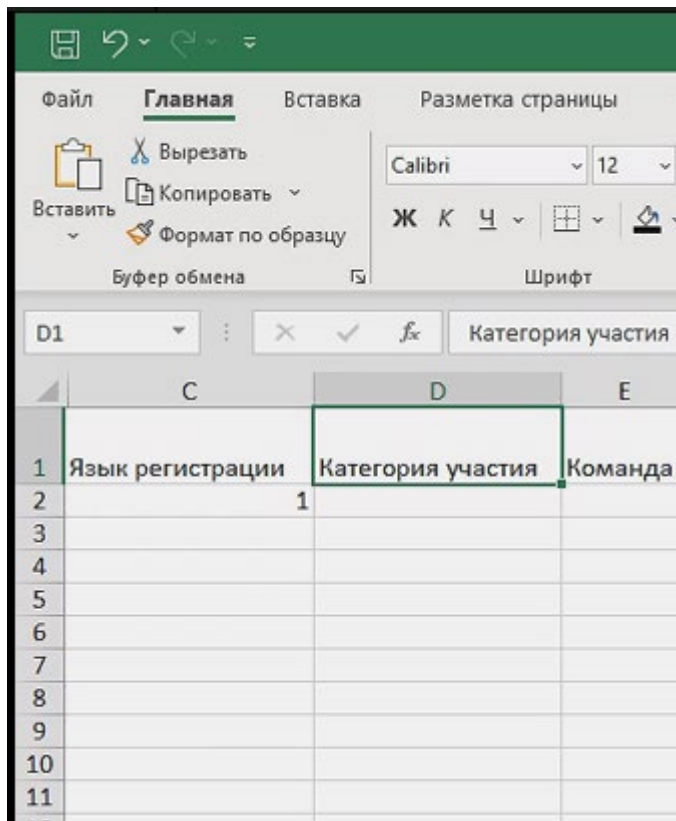 Файл Главная Вставка Разметка страницы
Вырезать
Calibri 12
Копировать
Вставить
Ж К Ч
Формат по образцу
Буфер обмена Шрифт
D1 fx Категория участия
C D E
1 Язык регистрации Категория участия Команда
2 1
3
4
5
6
7
8
9
10
11